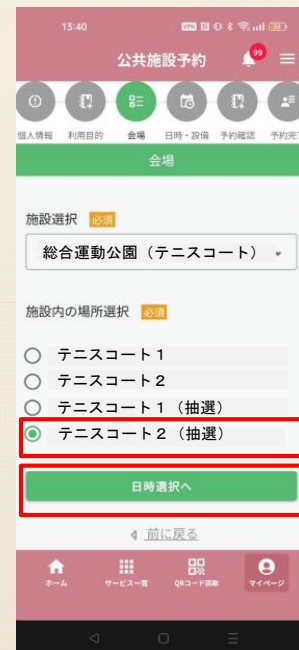 13:40
VPN
公共施設予約
99
個人情報 利用目的 会場 日時・設備 予約確認 予約完
会場
施設選択 必須
総合運動公園(テニスコート)
施設内の場所選択 必須
テニスコート1
テニスコート2
テニスコート1(抽選)
テニスコート2(抽選)
日時選択へ
前に戻る
ホーム サービス一覧 QRコード読取 マイページ